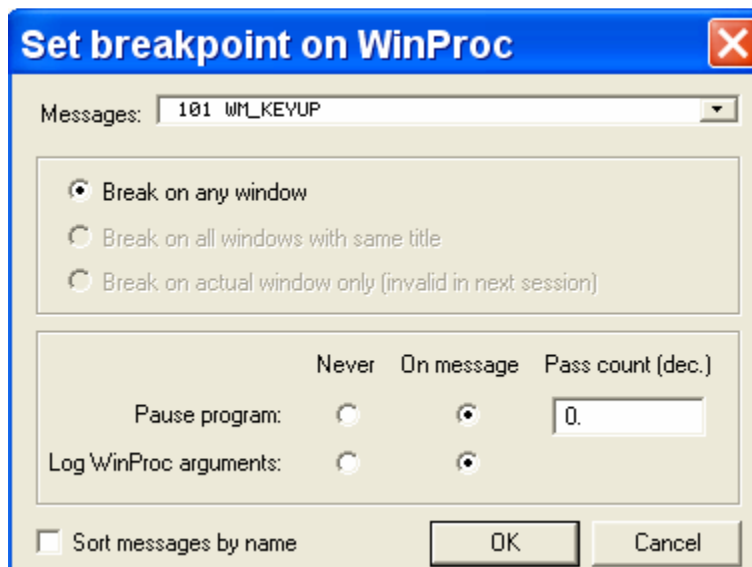 Set breakpoint on WinProc
Messages: 101 WM_KEYUP
Break on any window
Break on all windows with same title
Break on actual window only (invalid in next session)
Never On message Pass count (dec.)
Pause program: 0.
Log WinProc arguments:
Sort messages by name OK Cancel